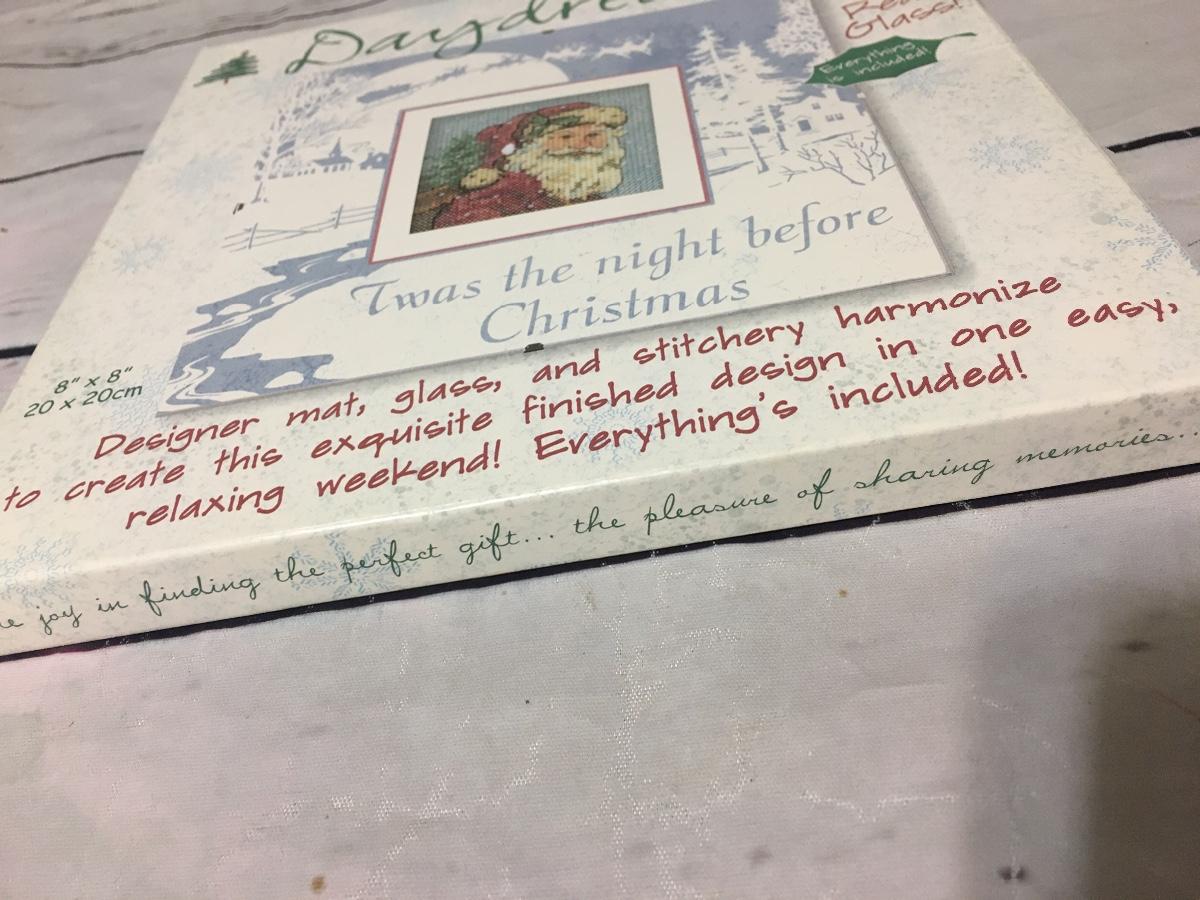 Glass!
Everything
is included!
'Twas the night before
Christmas
8" x 8"
20 x 20cm
Designer mat, glass, and stitchery harmonize
to create this exquisite finished design in one easy,
relaxing weekend! Everything's included!
joy in finding the perfect gift... the pleasure of sharing memories...